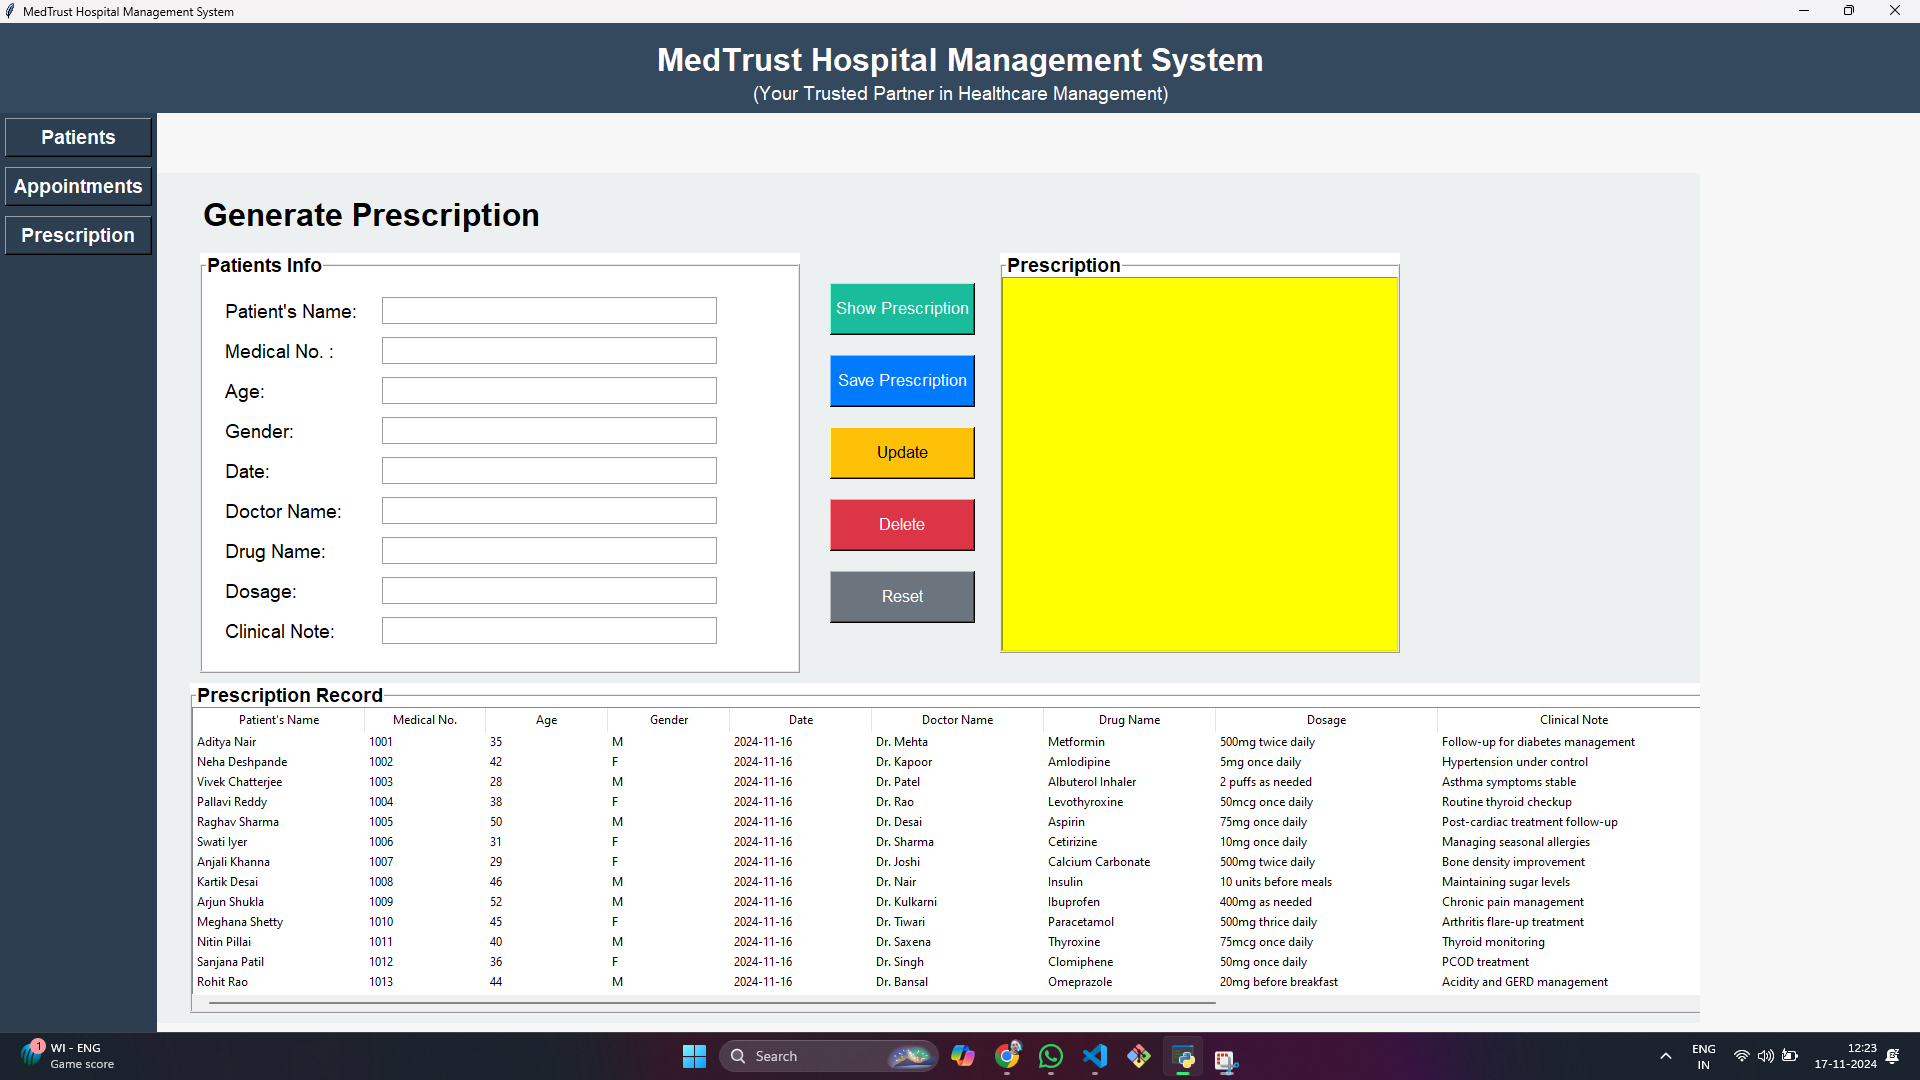 MedTrust Hospital Management System
MedTrust Hospital Management System
(Your Trusted Partner in Healthcare Management)
Patients
Appointments
Prescription
Generate Prescription
Patients Info
Patient's Name:
Medical No. :
Age:
Gender:
Date:
Doctor Name:
Drug Name:
Dosage:
Clinical Note:
Show Prescription
Save Prescription
Update
Delete
Reset
Prescription
Prescription Record
Patient's Name Medical No. Age Gender Date Doctor Name Drug Name Dosage Clinical Note
Aditya Nair 1001 35 M 2024-11-16 Dr. Mehta Metformin 500mg twice daily Follow-up for diabetes management
Neha Deshpande 1002 42 F 2024-11-16 Dr. Kapoor Amlodipine 5mg once daily Hypertension under control
Vivek Chatterjee 1003 28 M 2024-11-16 Dr. Patel Albuterol Inhaler 2 puffs as needed Asthma symptoms stable
Pallavi Reddy 1004 38 F 2024-11-16 Dr. Rao Levothyroxine 50mcg once daily Routine thyroid checkup
Raghav Sharma 1005 50 M 2024-11-16 Dr. Desai Aspirin 75mg once daily Post-cardiac treatment follow-up
Swati Iyer 1006 31 F 2024-11-16 Dr. Sharma Cetirizine 10mg once daily Managing seasonal allergies
Anjali Khanna 1007 29 F 2024-11-16 Dr. Joshi Calcium Carbonate 500mg twice daily Bone density improvement
Kartik Desai 1008 46 M 2024-11-16 Dr. Nair Insulin 10 units before meals Maintaining sugar levels
Arjun Shukla 1009 52 M 2024-11-16 Dr. Kulkarni Ibuprofen 400mg as needed Chronic pain management
Meghana Shetty 1010 45 F 2024-11-16 Dr. Tiwari Paracetamol 500mg thrice daily Arthritis flare-up treatment
Nitin Pillai 1011 40 M 2024-11-16 Dr. Saxena Thyroxine 75mcg once daily Thyroid monitoring
Sanjana Patil 1012 36 F 2024-11-16 Dr. Singh Clomiphene 50mg once daily PCOD treatment
Rohit Rao 1013 44 M 2024-11-16 Dr. Bansal Omeprazole 20mg before breakfast Acidity and GERD management
1
WI - ENG
Game score
Search
ENG
IN
12:23
17-11-2024